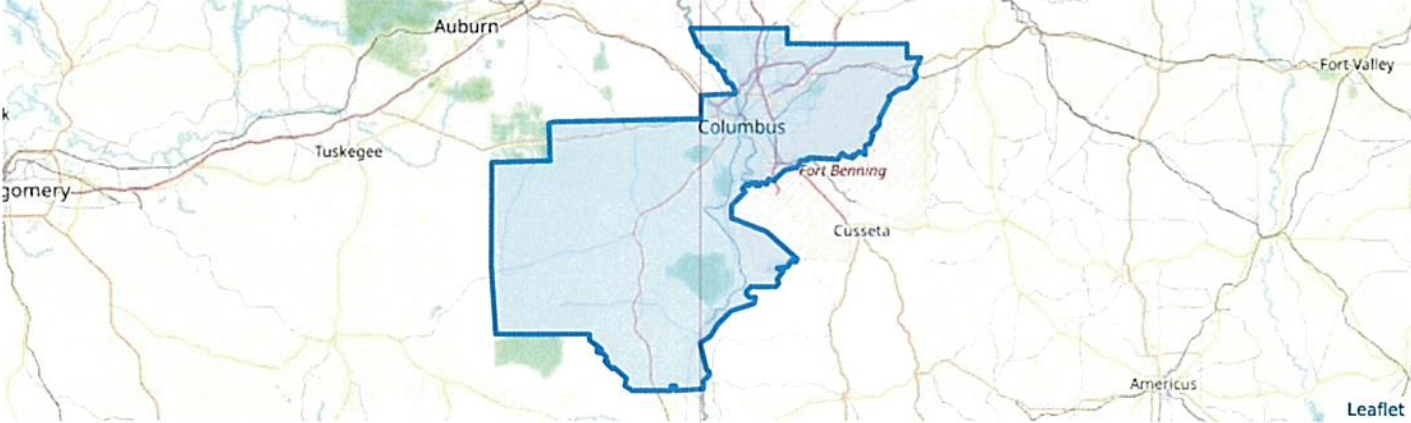 Auburn
Fort Valley
k
Columbus
Tuskegee
Fort Benning
gomery
Cusseta
Americus
Leaflet